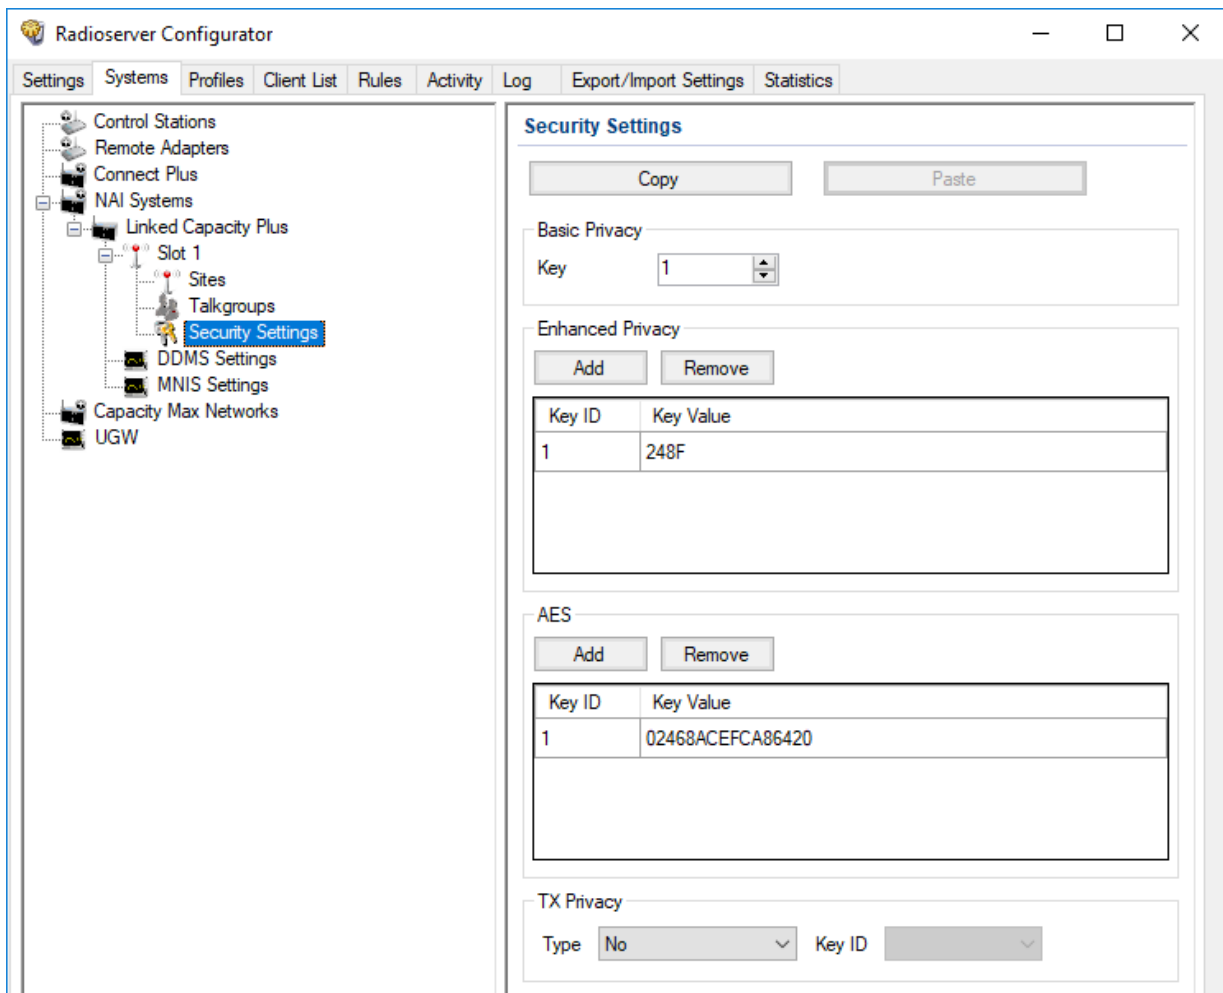 Radioserver Configurator
Settings Systems Profiles Client List Rules Activity Log Export/Import Settings Statistics
Control Stations
Remote Adapters
Connect Plus
NAI Systems
Linked Capacity Plus
Slot 1
Sites
Talkgroups
Security Settings
DDMS Settings
MNIS Settings
Capacity Max Networks
UGW
Security Settings
Copy Paste
Basic Privacy
Key 1
Enhanced Privacy
Add Remove
Key ID Key Value
1 248F
AES
Add Remove
Key ID Key Value
1 02468ACEFCA86420
TX Privacy
Type No Key ID